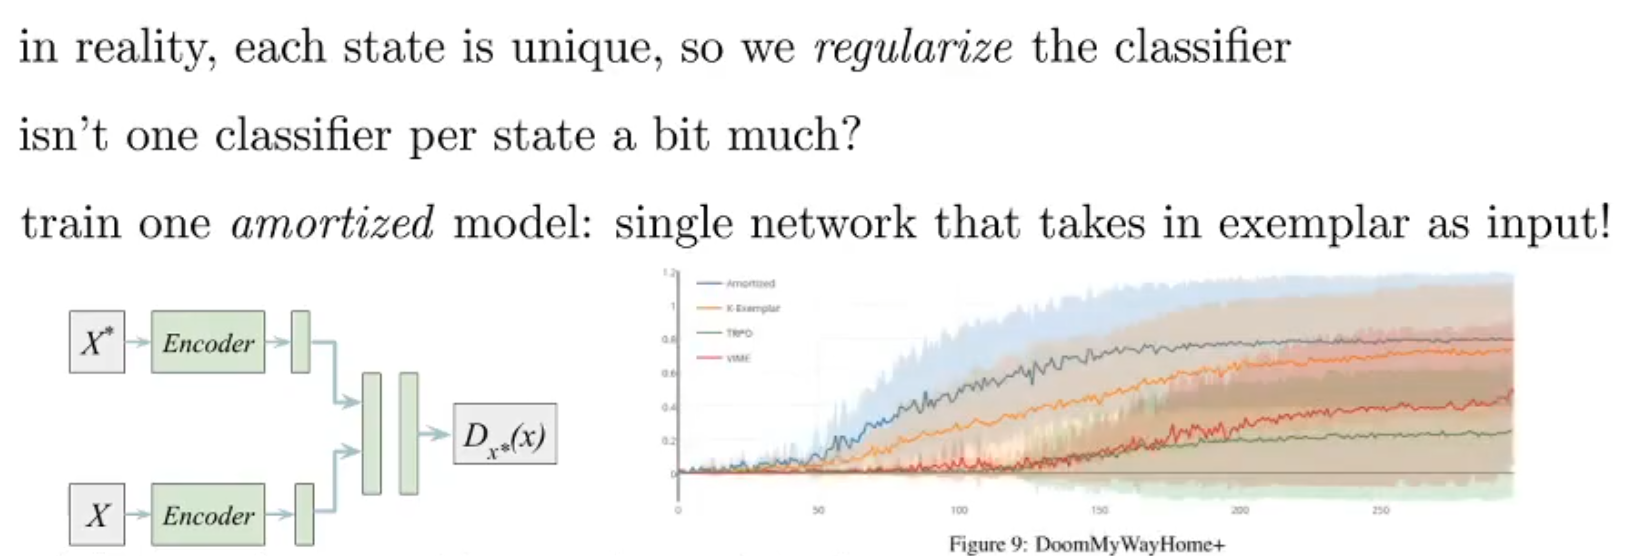 in reality, each state is unique, so we regularize the classifier
isn't one classifier per state a bit much?
train one amortized model: single network that takes in exemplar as input!
X* Encoder
X Encoder
D_x*(x)
1.2
1
0.8
0.6
0.4
0.2
0
Amortized
K-Exemplar
TRPO
VIME
0 50 100 150 200 250
Figure 9: DoomMyWayHome+